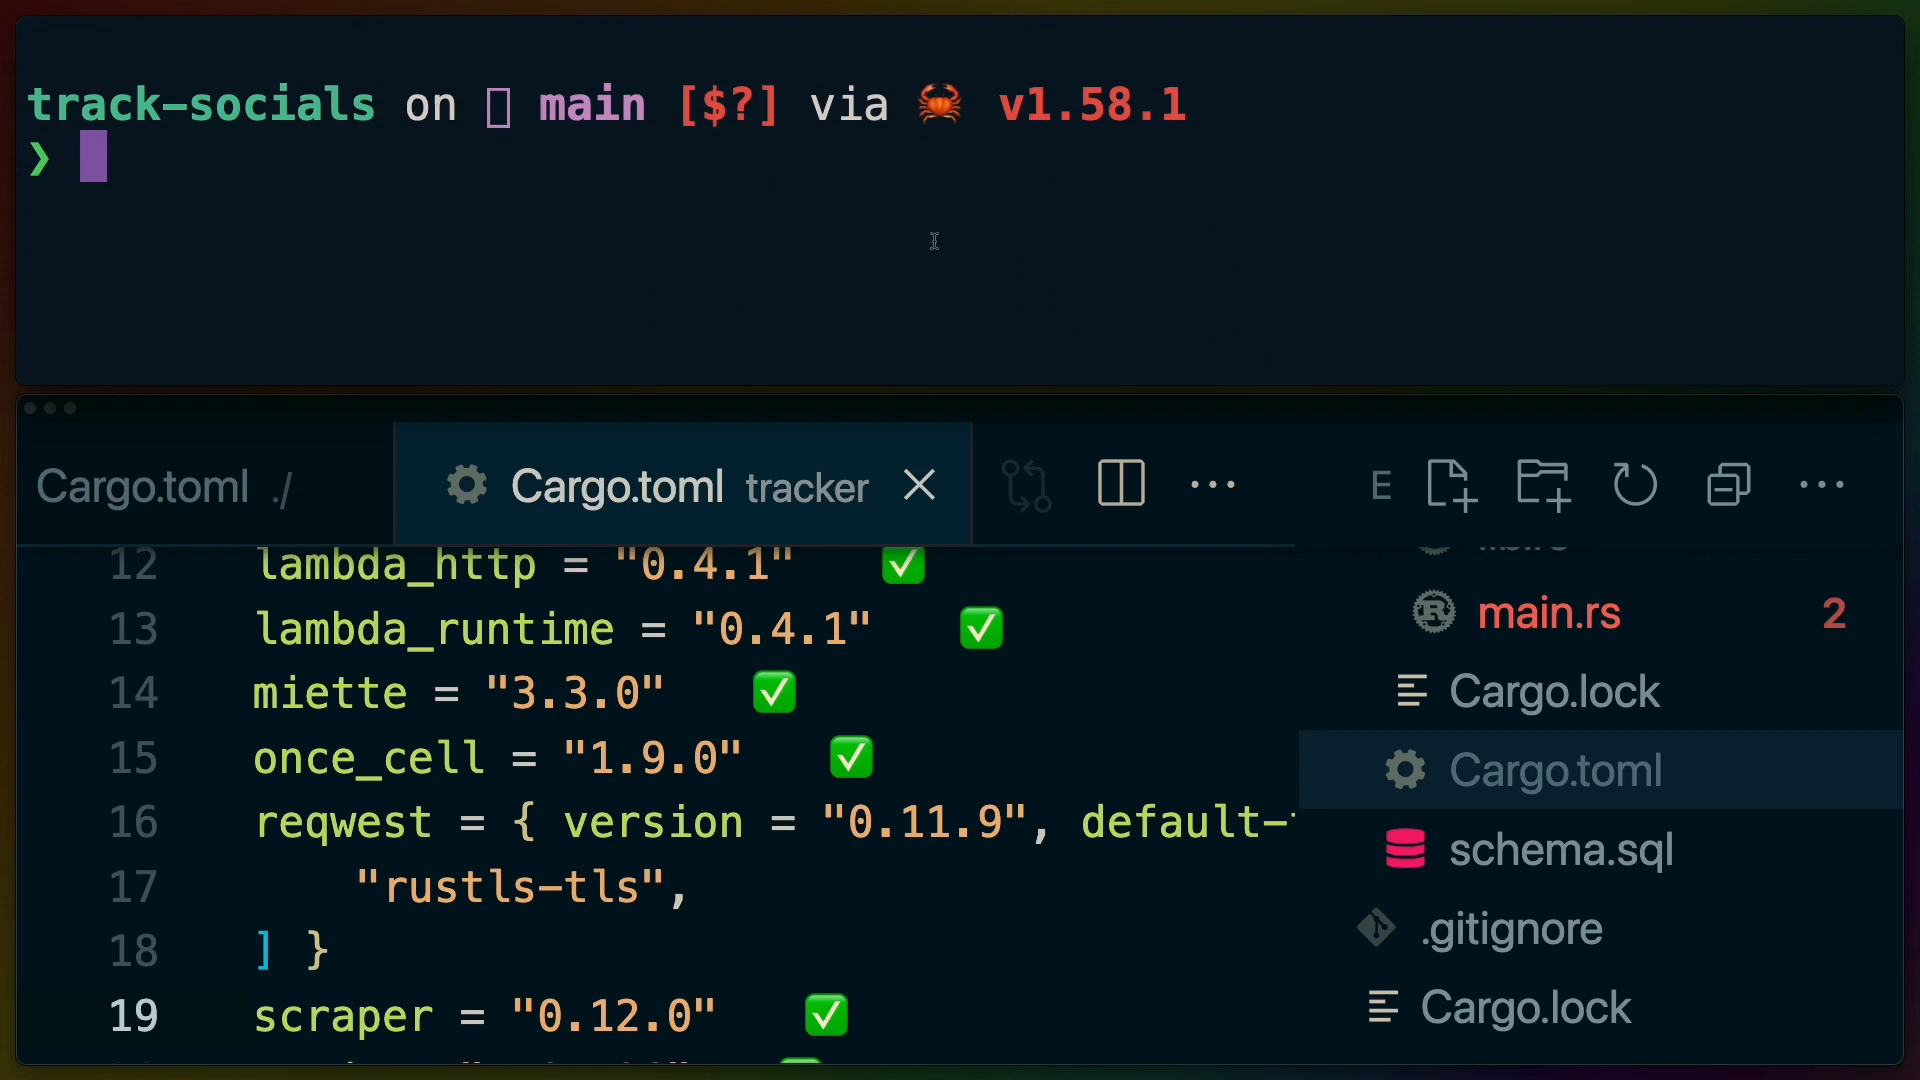 track-socials on main [$?] via 🦀 v1.58.1
❯
Cargo.toml ./
Cargo.toml tracker
E
12 lambda_http = "0.4.1" ✅
13 lambda_runtime = "0.4.1" ✅
14 miette = "3.3.0" ✅
15 once_cell = "1.9.0" ✅
16 reqwest = { version = "0.11.9", default-
17 "rustls-tls",
18 ] }
19 scraper = "0.12.0" ✅
main.rs 2
Cargo.lock
Cargo.toml
schema.sql
.gitignore
Cargo.lock